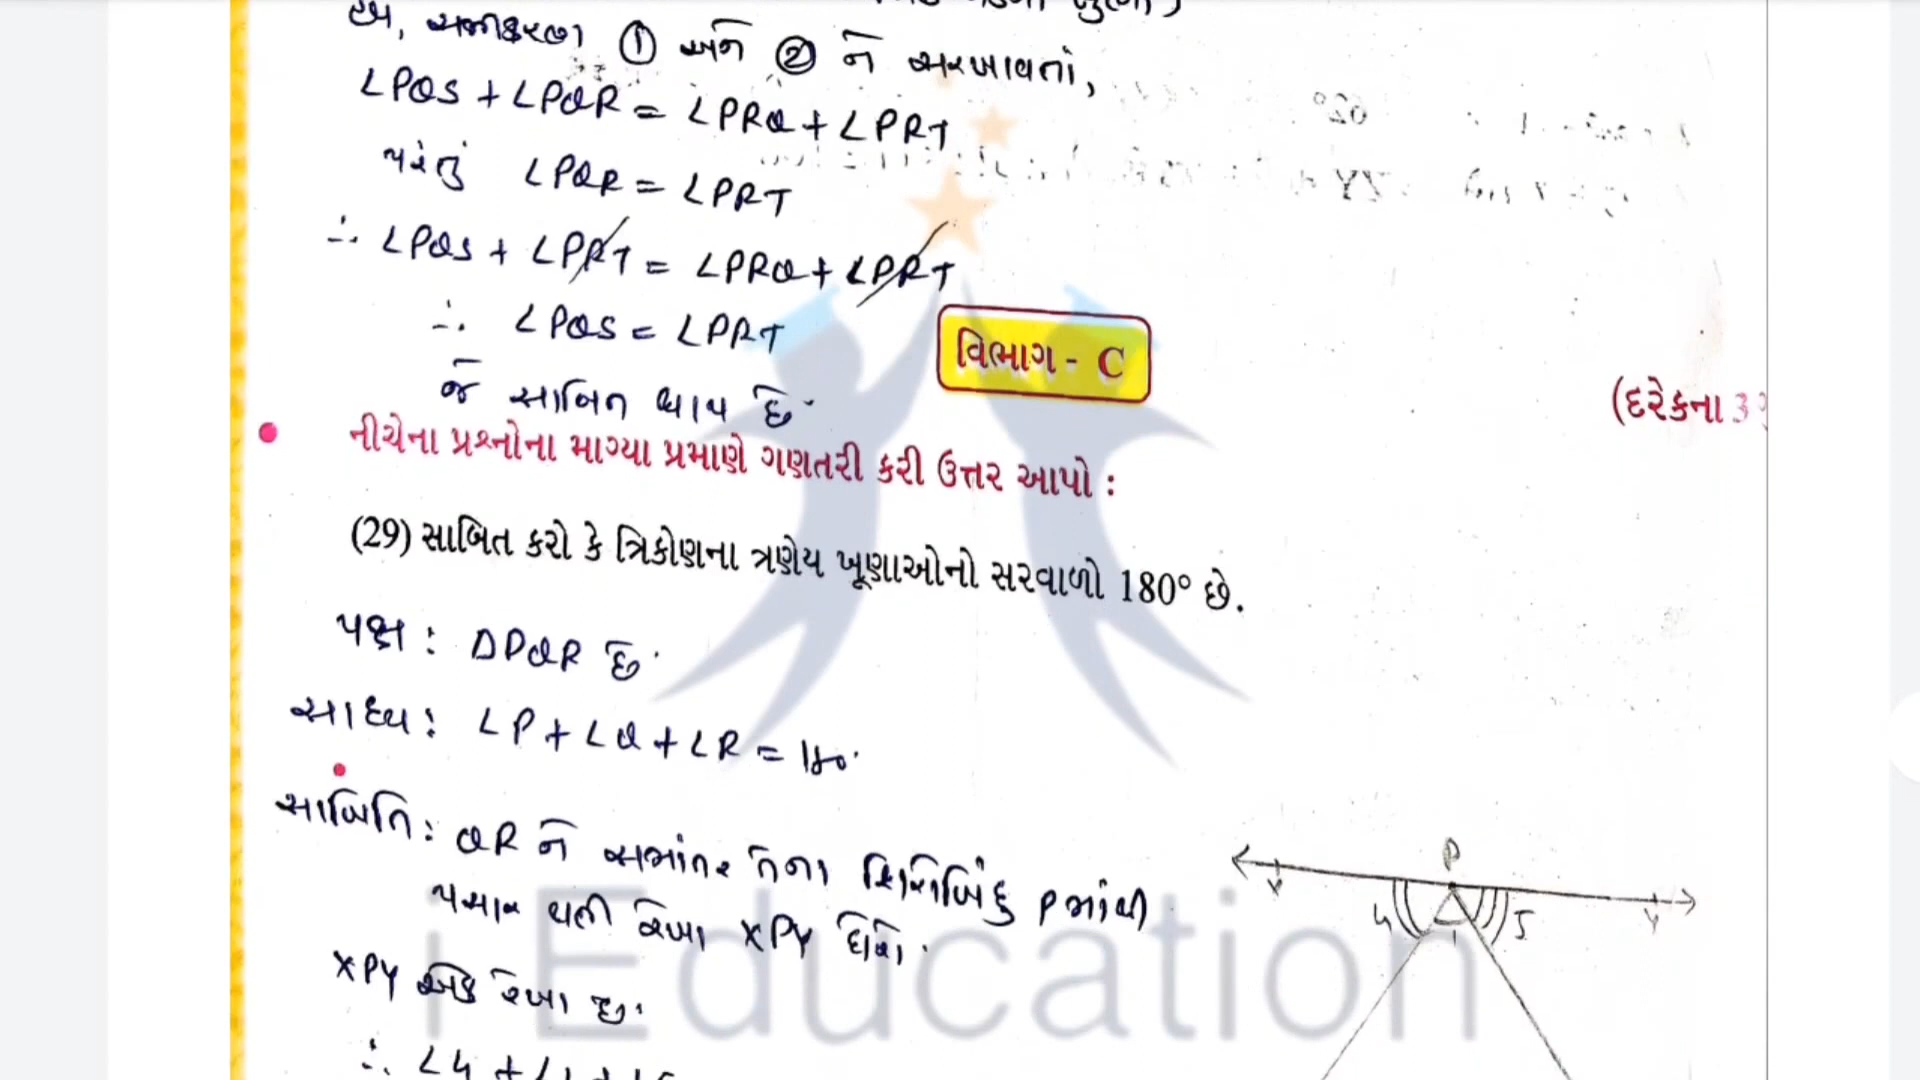 હવે, સમીકરણ ① અને ② ને સરખાવતાં,
∠PQS + ∠PQR = ∠PRQ + ∠PRT
પરંતુ ∠PQR = ∠PRT
∴ ∠PQS + ∠PRT = ∠PRQ + ∠PRT
∴ ∠PQS = ∠PRT
જે સાબિત થાય છે.
વિભાગ - C
(દરેકના 3
નીચેના પ્રશ્નોના માગ્યા પ્રમાણે ગણતરી કરી ઉત્તર આપો :
(29) સાબિત કરો કે ત્રિકોણના ત્રણેય ખૂણાઓનો સરવાળો 180° છે.
પક્ષ : ΔPQR છે.
સાધ્ય : ∠P + ∠Q + ∠R = 180°
સાબિતિ : QR ને સમાંતર તેના શિરોબિંદુ P માંથી
પસાર થતી રેખા XPY દોરો.
XPY એક રેખા છે.
P
X
Y
4
1
5
i Education